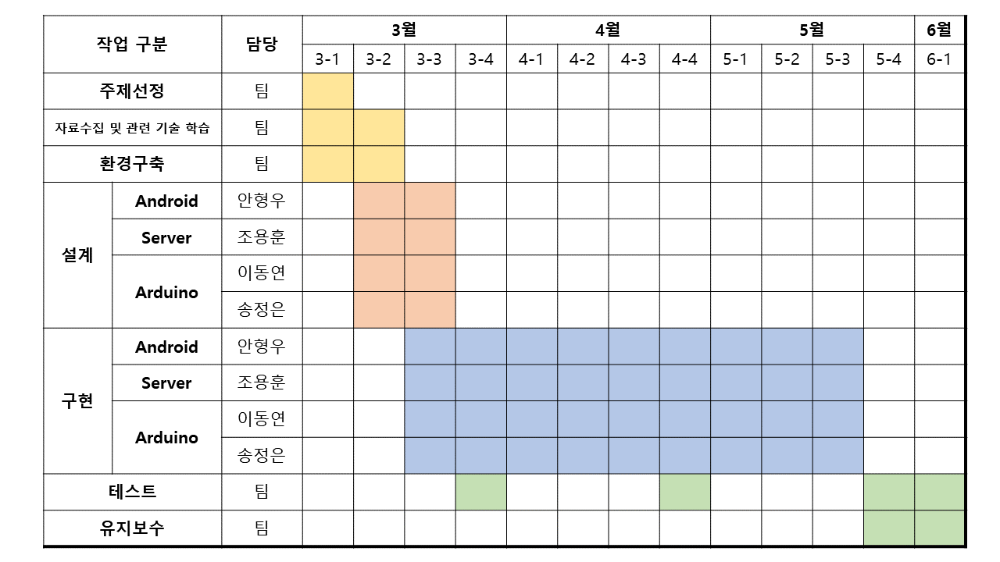 작업 구분 담당 3월 4월 5월 6월
3-1 3-2 3-3 3-4 4-1 4-2 4-3 4-4 5-1 5-2 5-3 5-4 6-1
주제선정 팀
자료수집 및 관련 기술 학습 팀
환경구축 팀
설계 Android 안형우
Server 조용훈
Arduino 이동연
송정은
구현 Android 안형우
Server 조용훈
Arduino 이동연
송정은
테스트 팀
유지보수 팀